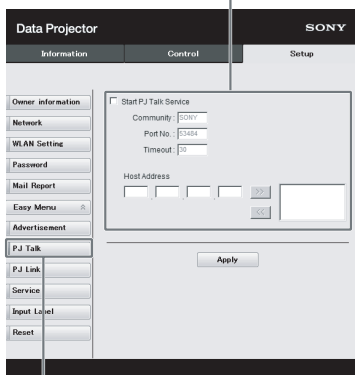 Data Projector
SONY
Information
Control
Setup
Owner information
Network
WLAN Setting
Password
Mail Report
Easy Menu
Advertisement
PJ Talk
PJ Link
Service
Input Label
Reset
Start PJ Talk Service
Community: SONY
Port No.: 53484
Timeout: 30
Host Address
. . .
>>
<<
Apply